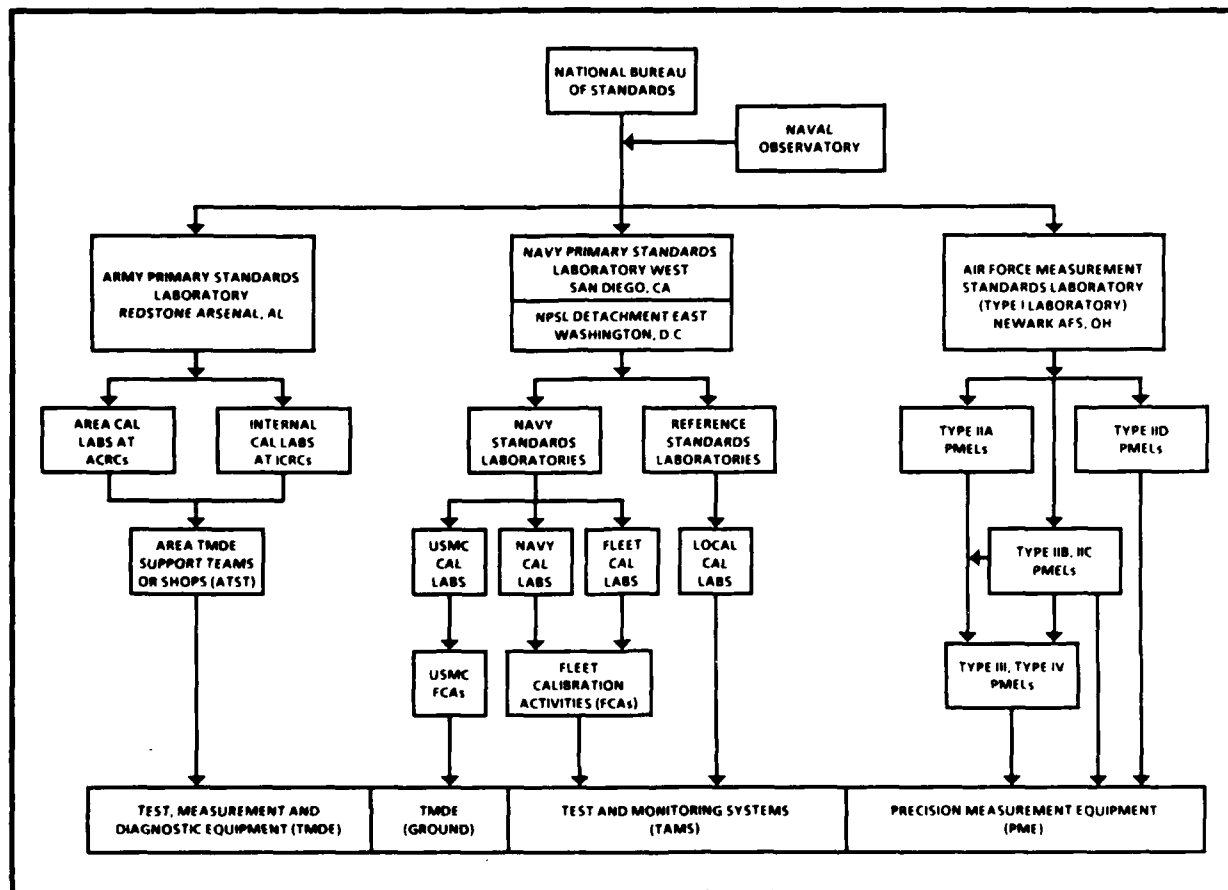 NATIONAL BUREAU
OF STANDARDS
NAVAL
OBSERVATORY
ARMY PRIMARY STANDARDS
LABORATORY
REDSTONE ARSENAL, AL
NAVY PRIMARY STANDARDS
LABORATORY WEST
SAN DIEGO, CA
NPSL DETACHMENT EAST
WASHINGTON, D C
AIR FORCE MEASUREMENT
STANDARDS LABORATORY
(TYPE I LABORATORY)
NEWARK AFS, OH
AREA CAL
LABS AT
ACRCs
INTERNAL
CAL LABS
AT ICRCs
NAVY
STANDARDS
LABORATORIES
REFERENCE
STANDARDS
LABORATORIES
TYPE IIA
PMELs
TYPE IID
PMELs
AREA TMDE
SUPPORT TEAMS
OR SHOPS (ATST)
USMC
CAL
LABS
NAVY
CAL
LABS
FLEET
CAL
LABS
LOCAL
CAL
LABS
TYPE IIB, IIC
PMELs
USMC
FCAs
FLEET
CALIBRATION
ACTIVITIES (FCAs)
TYPE III, TYPE IV
PMELs
TEST, MEASUREMENT AND
DIAGNOSTIC EQUIPMENT (TMDE)
TMDE
(GROUND)
TEST AND MONITORING SYSTEMS
(TAMS)
PRECISION MEASUREMENT EQUIPMENT
(PME)